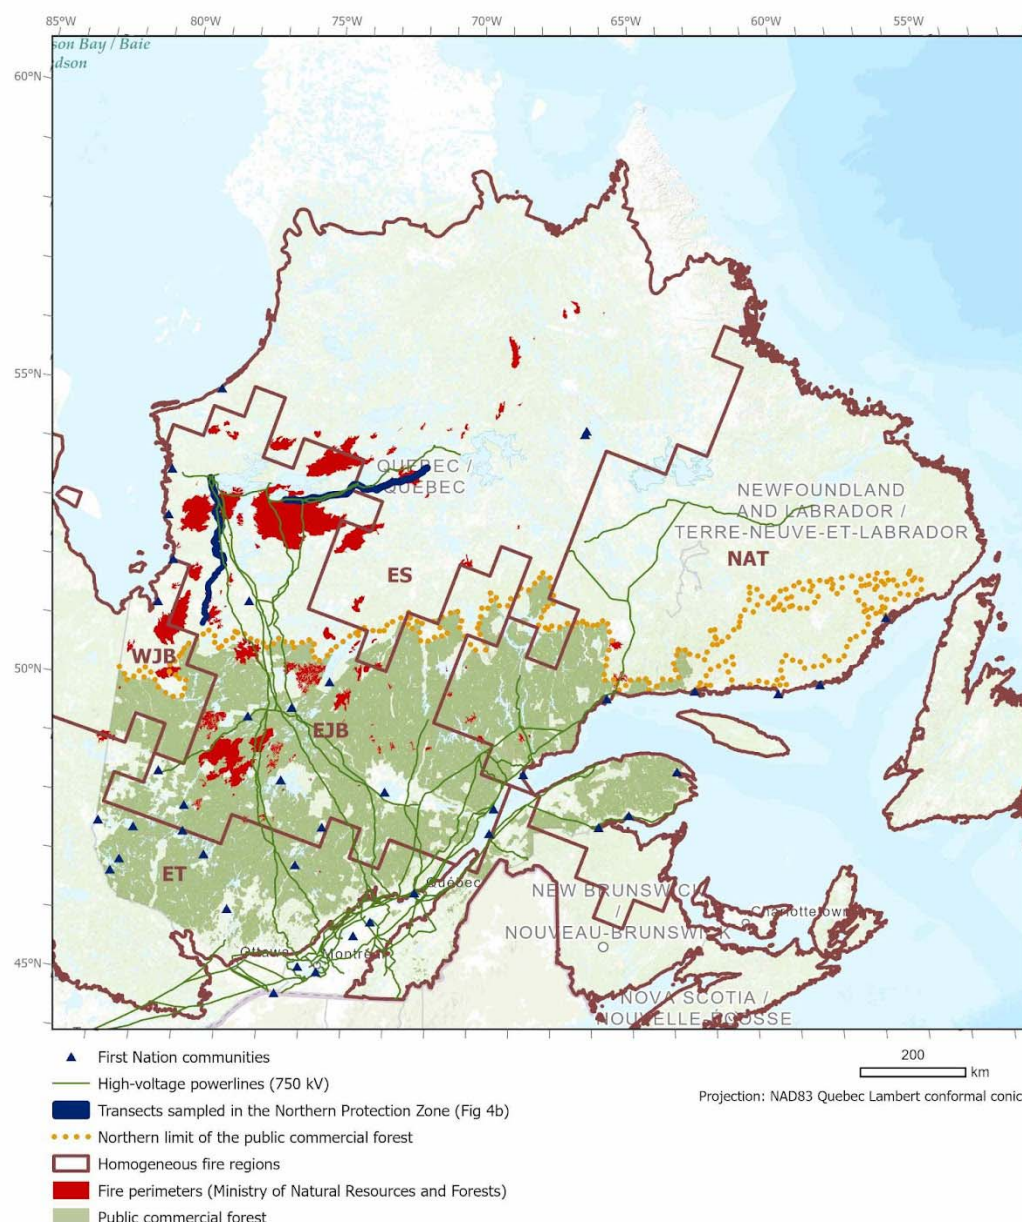 85°W 80°W 75°W 70°W 65°W 60°W 55°W
son Bay / Baie
dson
60°N
55°N
QUEBEC /
QUÉBEC
NEWFOUNDLAND
AND LABRADOR /
TERRE-NEUVE-ET-LABRADOR
NAT
ES
WJB
50°N
EJB
ET
Québec
NEW BRUNSWICK
/
NOUVEAU-BRUNSWICK
Charlottetown
Ottawa
Montréal
45°N
NOVA SCOTIA /
NOUVELLE-ÉCOSSE
First Nation communities
High-voltage powerlines (750 kV)
Transects sampled in the Northern Protection Zone (Fig 4b)
Northern limit of the public commercial forest
Homogeneous fire regions
Fire perimeters (Ministry of Natural Resources and Forests)
Public commercial forest
200
km
Projection: NAD83 Quebec Lambert conformal conic